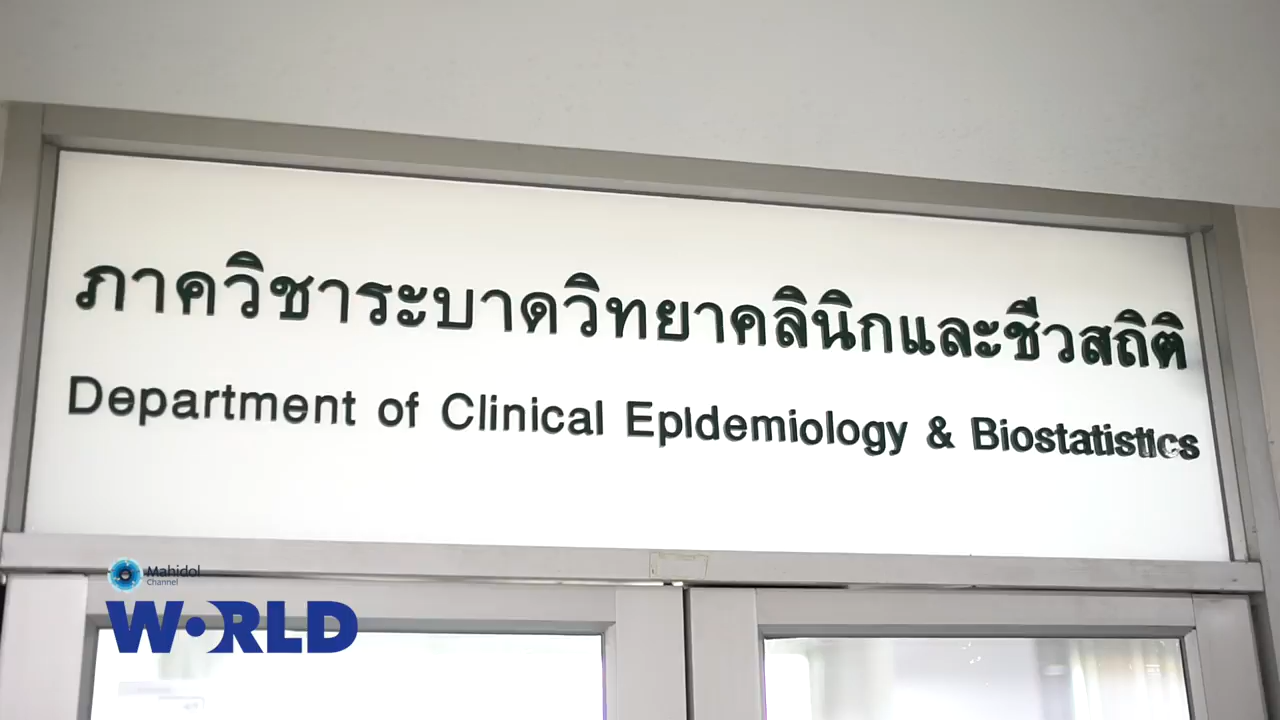 ภาควิชาระบาดวิทยาคลินิกและชีวสถิติ
Department of Clinical Epidemiology & Biostatistics
Mahidol
Channel
WORLD